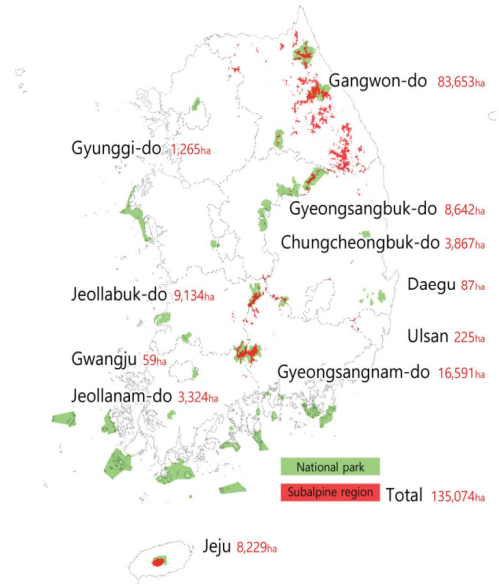 Gangwon-do 83,653ha
Gyunggi-do 1,265ha
Gyeongsangbuk-do 8,642ha
Chungcheongbuk-do 3,867ha
Daegu 87ha
Jeollabuk-do 9,134ha
Ulsan 225ha
Gwangju 59ha
Gyeongsangnam-do 16,591ha
Jeollanam-do 3,324ha
National park
Subalpine region
Total 135,074ha
Jeju 8,229ha